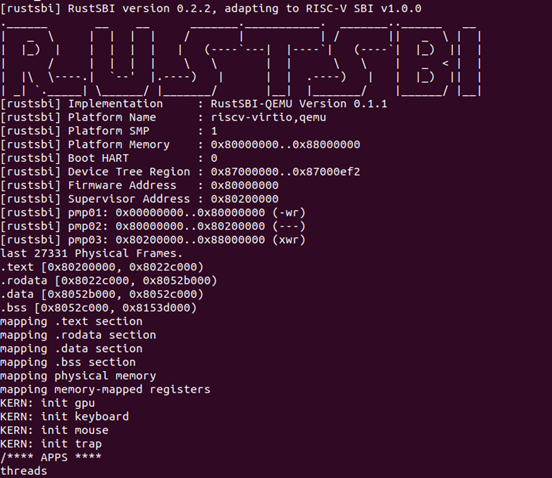 [rustsbi] RustSBI version 0.2.2, adapting to RISC-V SBI v1.0.0
RUSTSBI
[rustsbi] Implementation     : RustSBI-QEMU Version 0.1.1
[rustsbi] Platform Name      : riscv-virtio,qemu
[rustsbi] Platform SMP       : 1
[rustsbi] Platform Memory    : 0x80000000..0x88000000
[rustsbi] Boot HART          : 0
[rustsbi] Device Tree Region : 0x87000000..0x87000ef2
[rustsbi] Firmware Address   : 0x80000000
[rustsbi] Supervisor Address : 0x80200000
[rustsbi] pmp01: 0x00000000..0x80000000 (-wr)
[rustsbi] pmp02: 0x80000000..0x80200000 (---)
[rustsbi] pmp03: 0x80200000..0x88000000 (xwr)
last 27331 Physical Frames.
.text [0x80200000, 0x8022c000)
.rodata [0x8022c000, 0x8052b000)
.data [0x8052b000, 0x8052c000)
.bss [0x8052c000, 0x8153d000)
mapping .text section
mapping .rodata section
mapping .data section
mapping .bss section
mapping physical memory
mapping memory-mapped registers
KERN: init gpu
KERN: init keyboard
KERN: init mouse
KERN: init trap
/**** APPS ****
threads